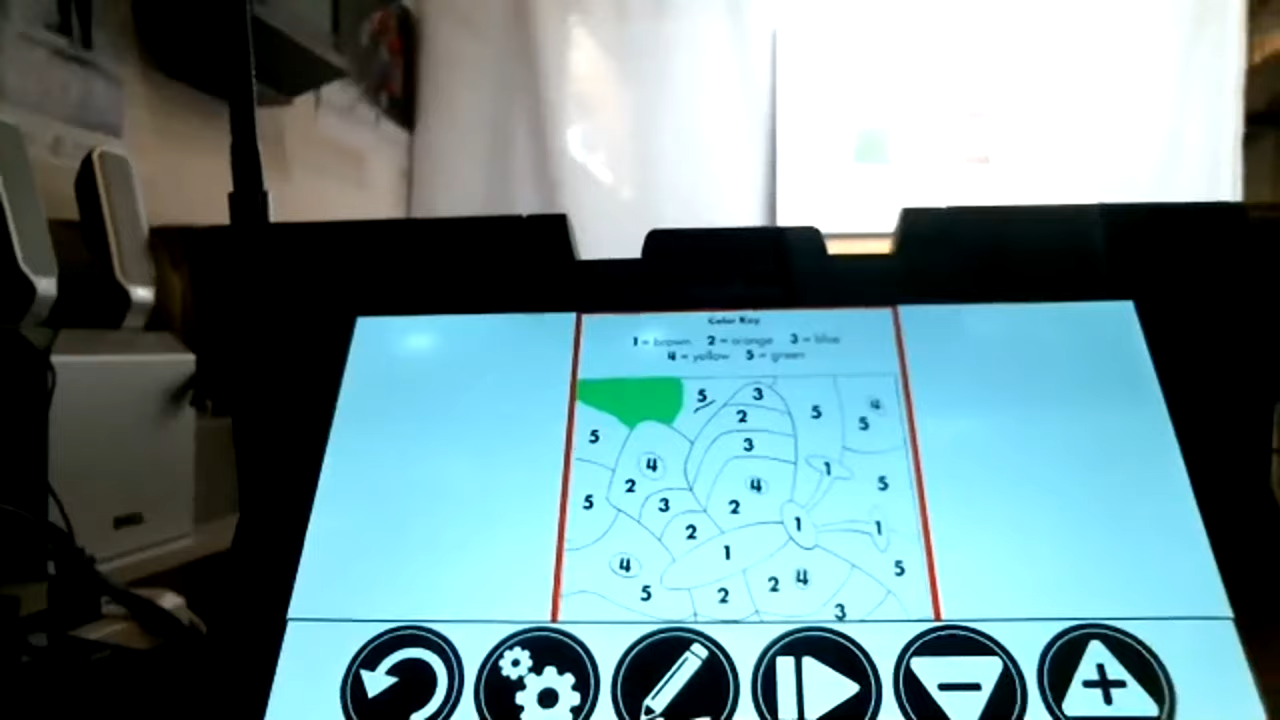 Color Key
1 = brown 2 = orange 3 = blue
4 = yellow 5 = green
5 3 5 4
2 5
5 3
4 1
2 4 5
5 3 2
2 1 1
1
4 2 4 5
5 2 3